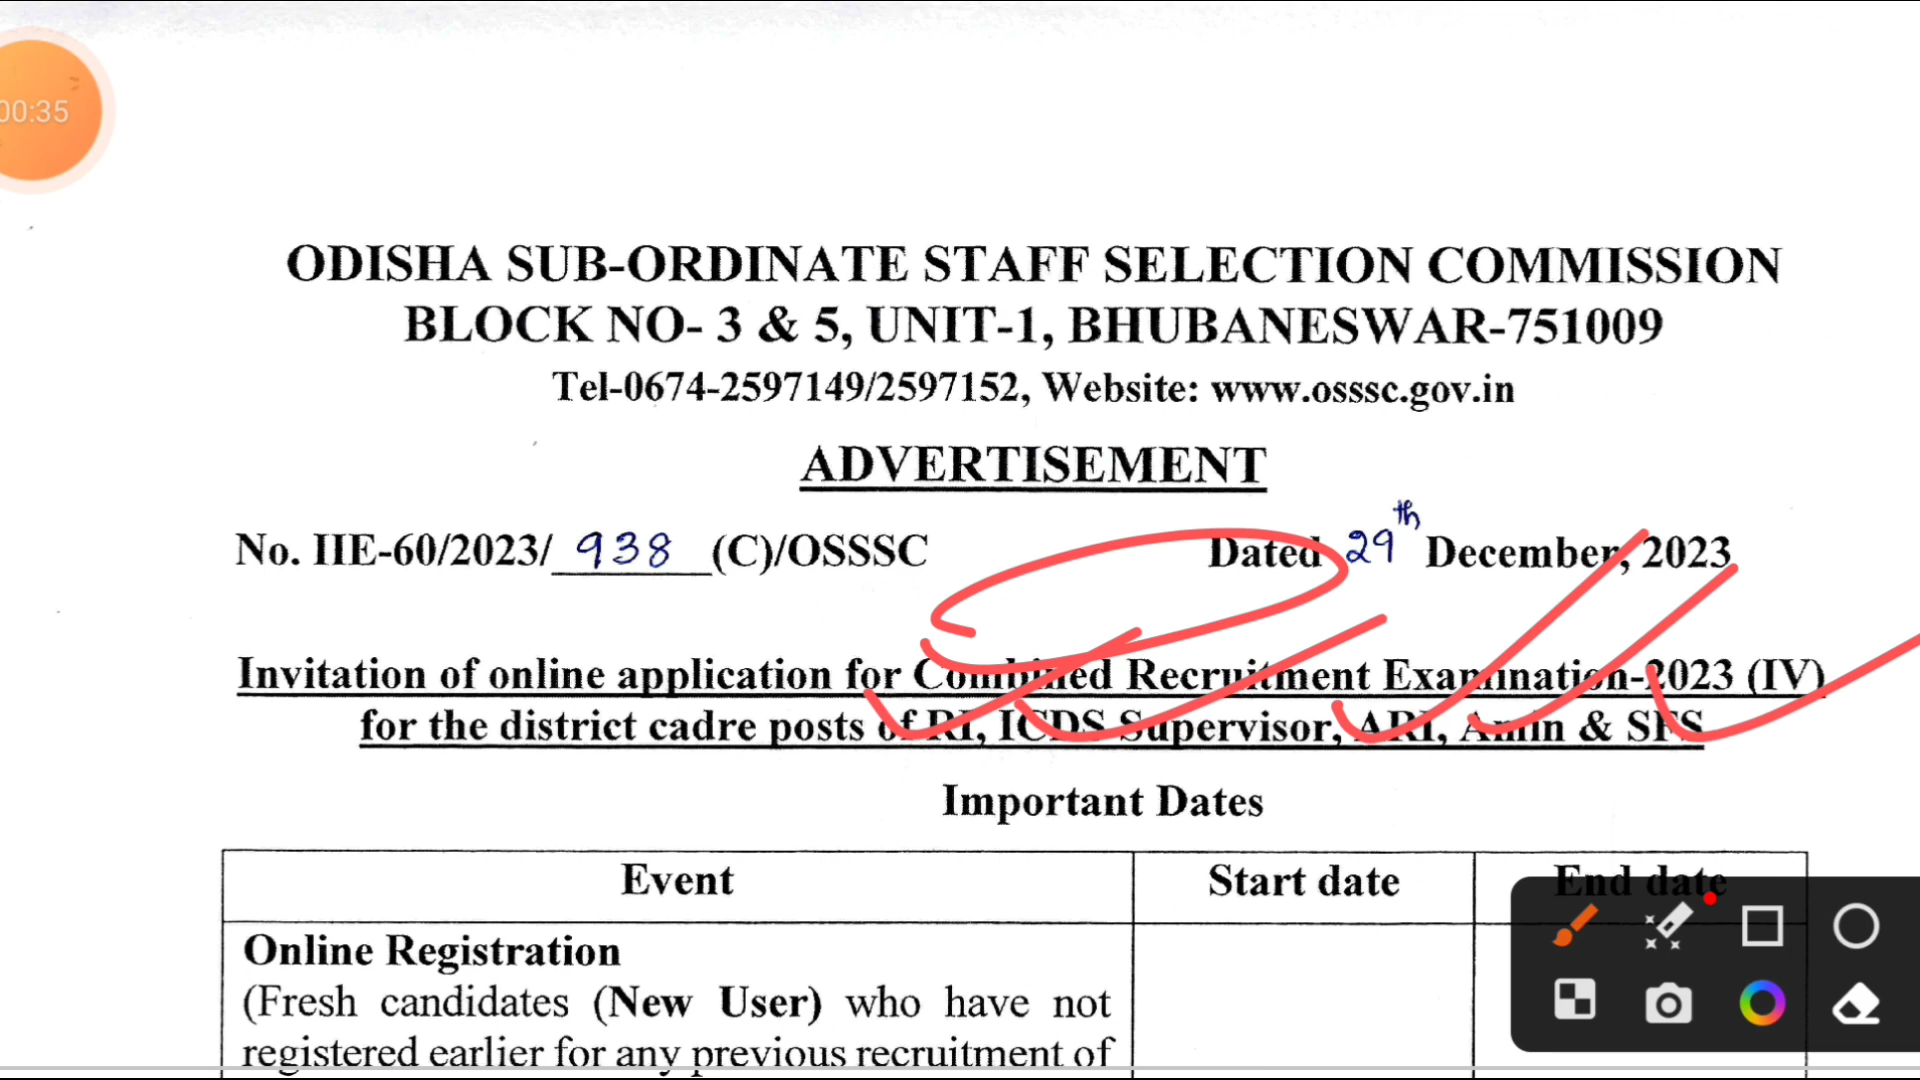 00:35
ODISHA SUB-ORDINATE STAFF SELECTION COMMISSION
BLOCK NO- 3 & 5, UNIT-1, BHUBANESWAR-751009
Tel-0674-2597149/2597152, Website: www.osssc.gov.in
ADVERTISEMENT
No. IIE-60/2023/ 938 (C)/OSSSC Dated 29th December, 2023
Invitation of online application for Combined Recruitment Examination-2023 (IV)
for the district cadre posts of RI, ICDS Supervisor, ARI, Amin & SFS
Important Dates
Event Start date End date
Online Registration
(Fresh candidates (New User) who have not
registered earlier for any previous recruitment of